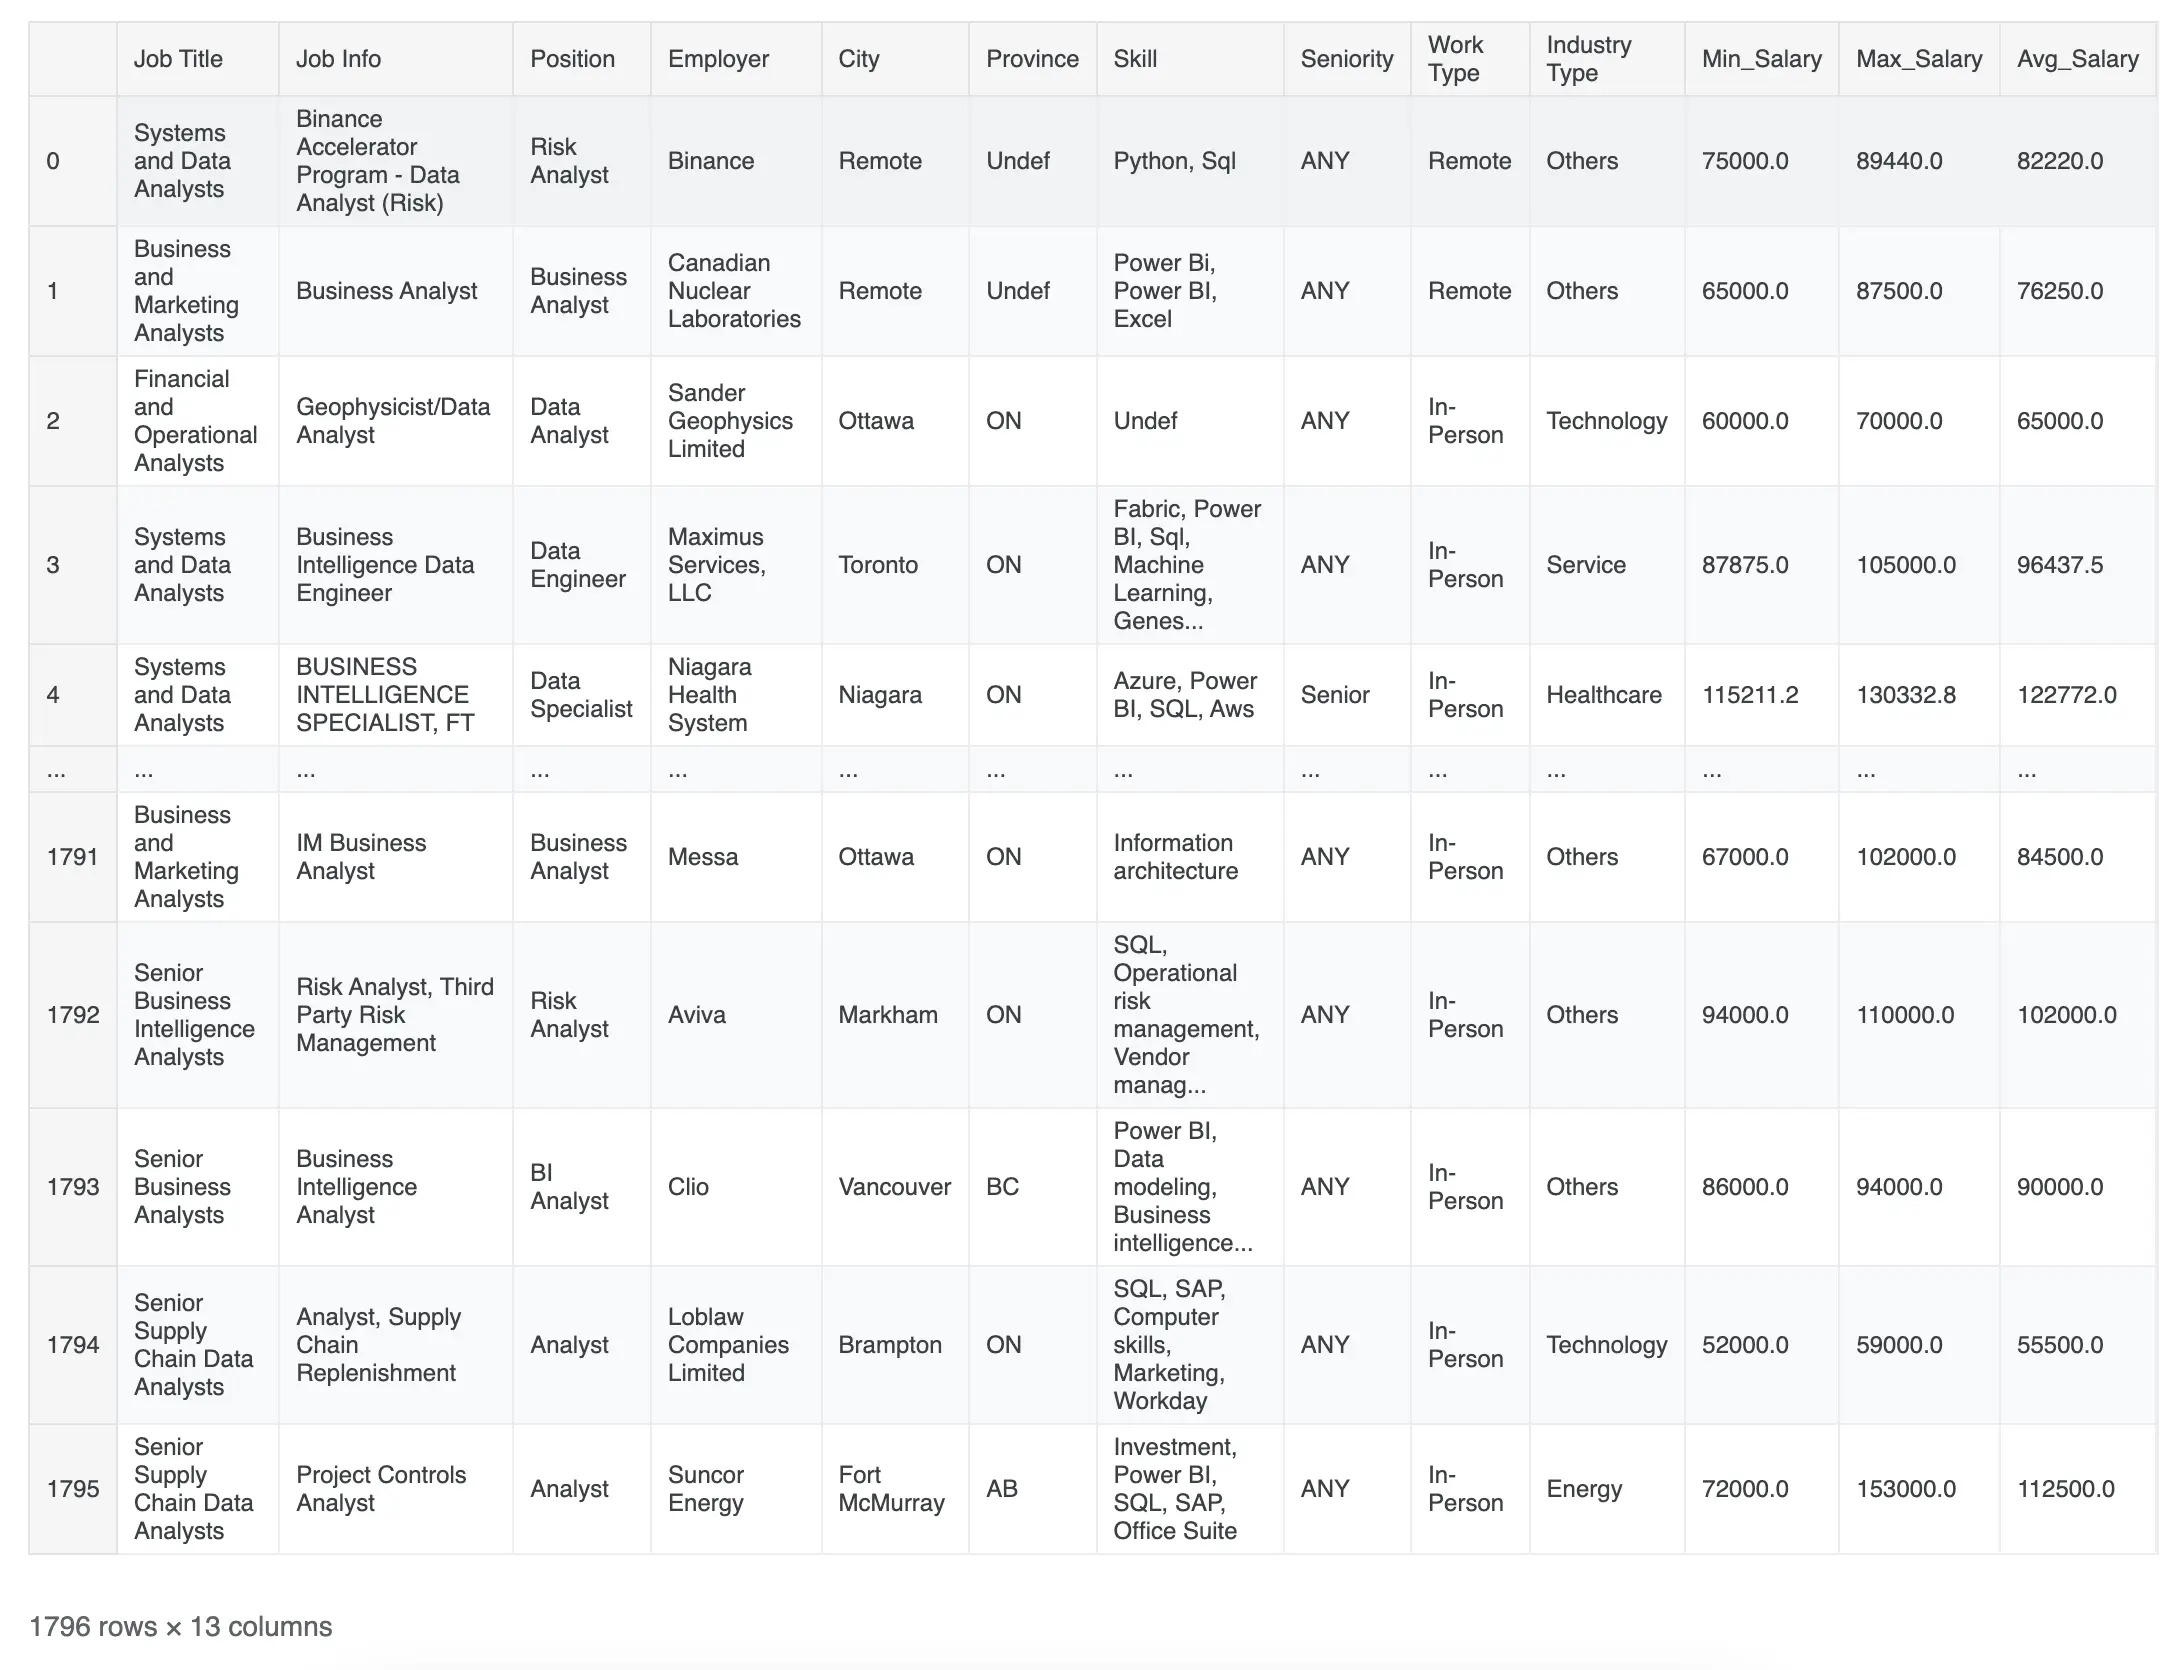 Job Title Job Info Position Employer City Province Skill Seniority Work Type Industry Type Min_Salary Max_Salary Avg_Salary
0 Systems and Data Analysts Binance Accelerator Program - Data Analyst (Risk) Risk Analyst Binance Remote Undef Python, Sql ANY Remote Others 75000.0 89440.0 82220.0
1 Business and Marketing Analysts Business Analyst Business Analyst Canadian Nuclear Laboratories Remote Undef Power Bi, Power BI, Excel ANY Remote Others 65000.0 87500.0 76250.0
2 Financial and Operational Analysts Geophysicist/Data Analyst Data Analyst Sander Geophysics Limited Ottawa ON Undef ANY In-Person Technology 60000.0 70000.0 65000.0
3 Systems and Data Analysts Business Intelligence Data Engineer Data Engineer Maximus Services, LLC Toronto ON Fabric, Power BI, Sql, Machine Learning, Genes... ANY In-Person Service 87875.0 105000.0 96437.5
4 Systems and Data Analysts BUSINESS INTELLIGENCE SPECIALIST, FT Data Specialist Niagara Health System Niagara ON Azure, Power BI, SQL, Aws Senior In-Person Healthcare 115211.2 130332.8 122772.0
... ... ... ... ... ... ... ... ... ... ... ... ... ...
1791 Business and Marketing Analysts IM Business Analyst Business Analyst Messa Ottawa ON Information architecture ANY In-Person Others 67000.0 102000.0 84500.0
1792 Senior Business Intelligence Analysts Risk Analyst, Third Party Risk Management Risk Analyst Aviva Markham ON SQL, Operational risk management, Vendor manag... ANY In-Person Others 94000.0 110000.0 102000.0
1793 Senior Business Analysts Business Intelligence Analyst BI Analyst Clio Vancouver BC Power BI, Data modeling, Business intelligence... ANY In-Person Others 86000.0 94000.0 90000.0
1794 Senior Supply Chain Data Analysts Analyst, Supply Chain Replenishment Analyst Loblaw Companies Limited Brampton ON SQL, SAP, Computer skills, Marketing, Workday ANY In-Person Technology 52000.0 59000.0 55500.0
1795 Senior Supply Chain Data Analysts Project Controls Analyst Analyst Suncor Energy Fort McMurray AB Investment, Power BI, SQL, SAP, Office Suite ANY In-Person Energy 72000.0 153000.0 112500.0
1796 rows × 13 columns